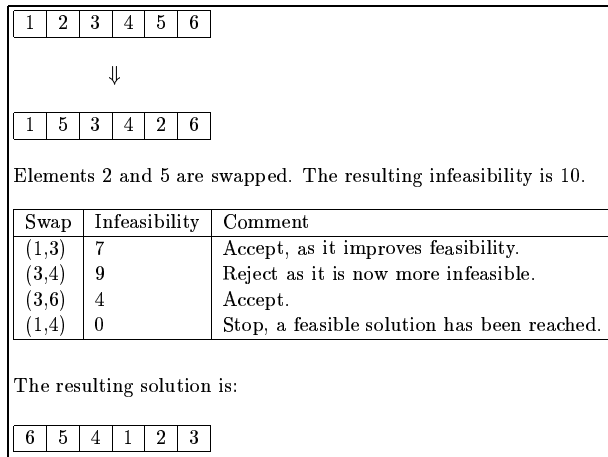 1 2 3 4 5 6
⇓
1 5 3 4 2 6
Elements 2 and 5 are swapped. The resulting infeasibility is 10.
Swap Infeasibility Comment
(1,3) 7 Accept, as it improves feasibility.
(3,4) 9 Reject as it is now more infeasible.
(3,6) 4 Accept.
(1,4) 0 Stop, a feasible solution has been reached.
The resulting solution is:
6 5 4 1 2 3